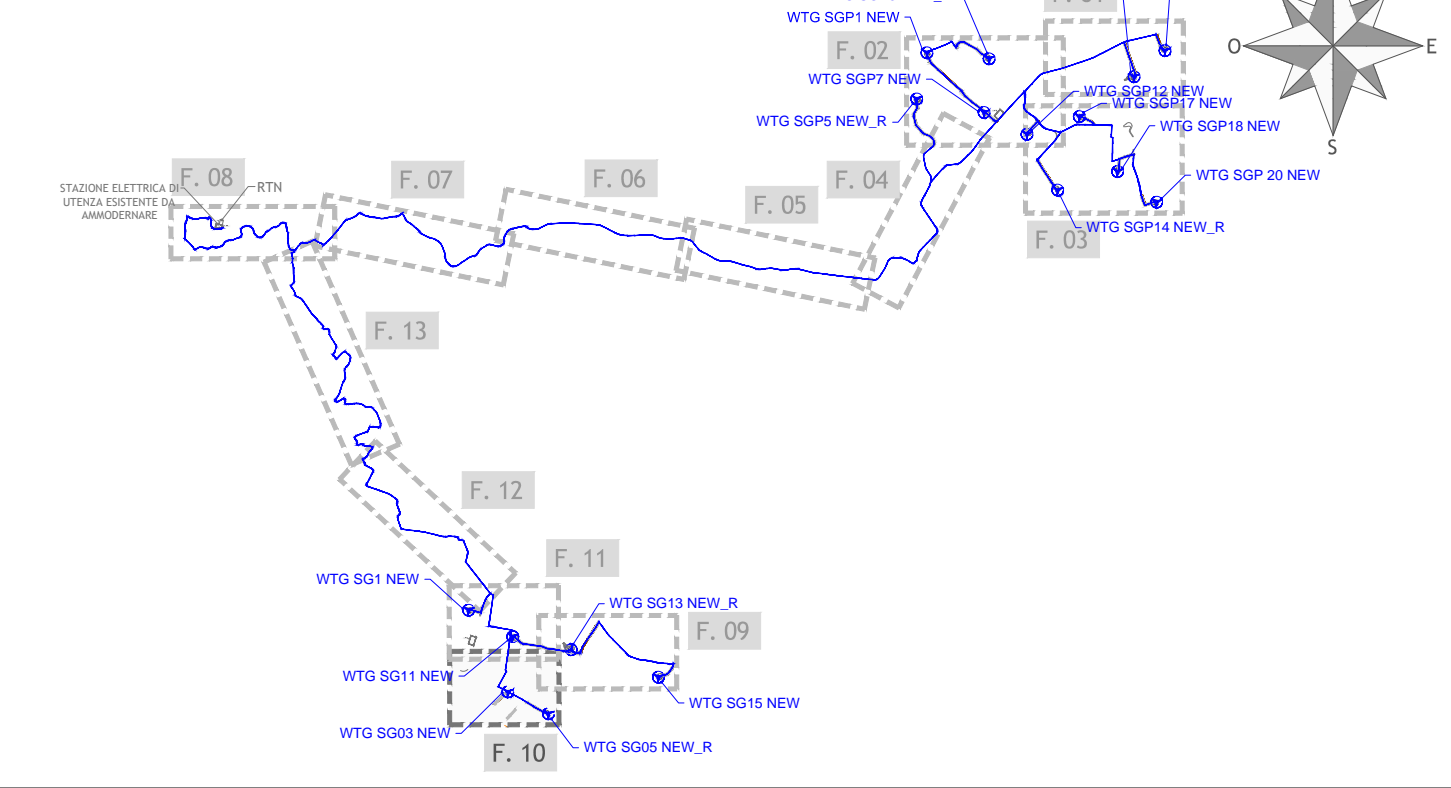 WTG SGP1 NEW
F. 02
WTG SGP7 NEW
WTG SGP5 NEW_R
O
E
S
WTG SGP12 NEW
WTG SGP17 NEW
WTG SGP18 NEW
WTG SGP 20 NEW
WTG SGP14 NEW_R
F. 03
F. 04
F. 05
F. 06
F. 07
F. 08
STAZIONE ELETTRICA DI
UTENZA ESISTENTE DA
AMMODERNARE
RTN
F. 13
F. 12
F. 11
WTG SG1 NEW
WTG SG13 NEW_R
F. 09
WTG SG11 NEW
WTG SG15 NEW
WTG SG03 NEW
WTG SG05 NEW_R
F. 10